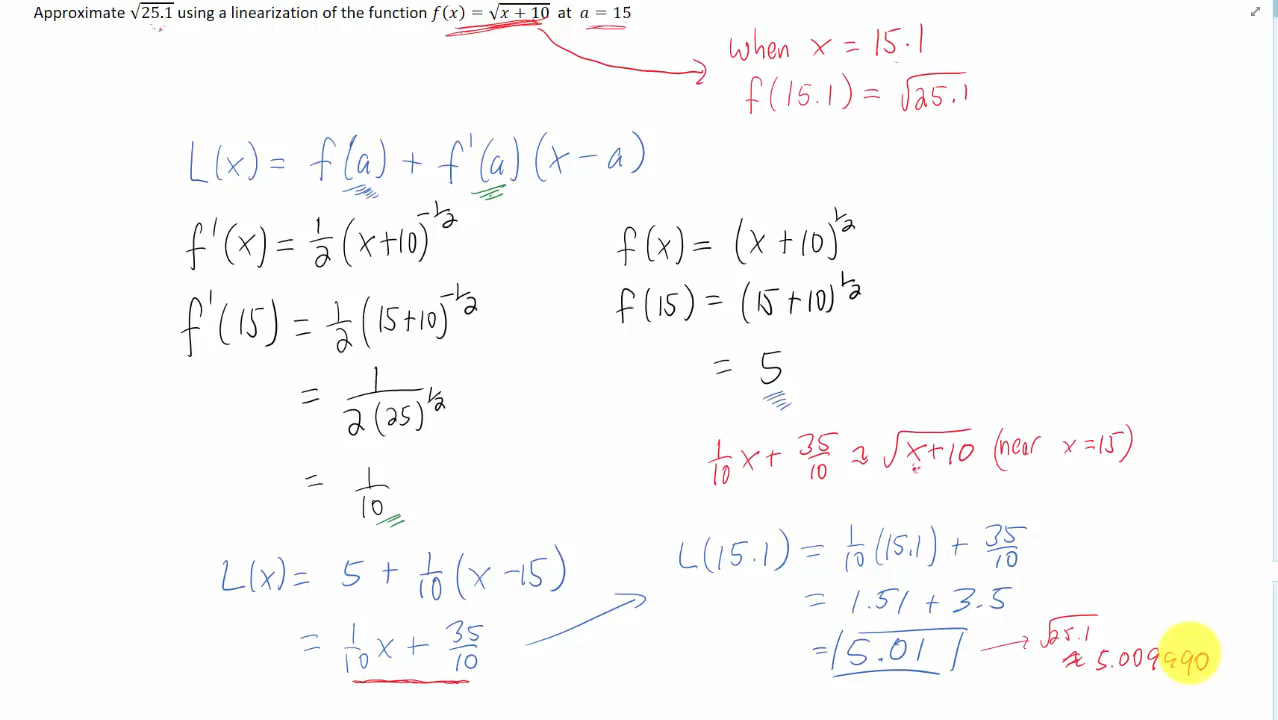 Approximate √25.1 using a linearization of the function f(x) = √x + 10 at a = 15
when x = 15.1
f(15.1) = √25.1
L(x) = f(a) + f'(a)(x - a)
f'(x) = 1/2 (x+10)^-1/2
f'(15) = 1/2 (15+10)^-1/2
= 1/2(25)^1/2
= 1/10
f(x) = (x + 10)^1/2
f(15) = (15 + 10)^1/2
= 5
1/10 x + 35/10 ≈ √x+10 (near x = 15)
L(x) = 5 + 1/10 (x - 15)
= 1/10 x + 35/10
L(15.1) = 1/10 (15.1) + 35/10
= 1.51 + 3.5
= 5.01
√25.1
≈ 5.009990